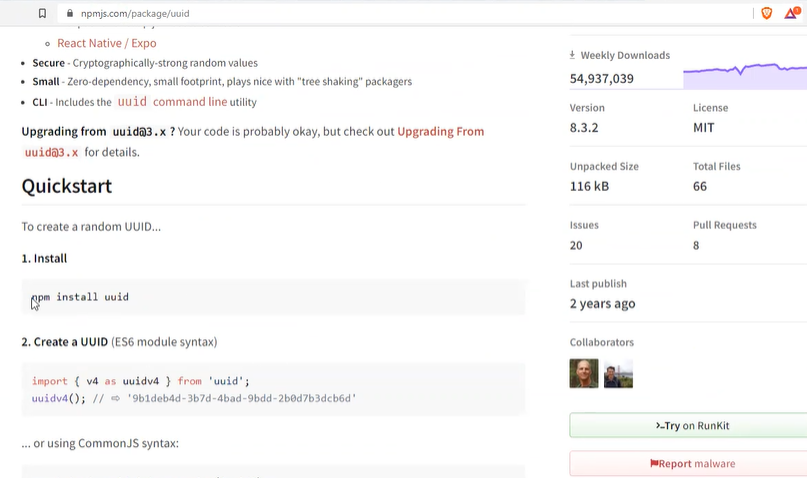 npmjs.com/package/uuid
React Native / Expo
Secure - Cryptographically-strong random values
Small - Zero-dependency, small footprint, plays nice with "tree shaking" packagers
CLI - Includes the uuid command line utility
Upgrading from uuid@3.x ? Your code is probably okay, but check out Upgrading From
uuid@3.x for details.
Quickstart
To create a random UUID...
1. Install
npm install uuid
2. Create a UUID (ES6 module syntax)
import { v4 as uuidv4 } from 'uuid';
uuidv4(); // ⇨ '9b1deb4d-3b7d-4bad-9bdd-2b0d7b3dcb6d'
... or using CommonJS syntax:
Weekly Downloads
54,937,039
Version
License
8.3.2
MIT
Unpacked Size
Total Files
116 kB
66
Issues
Pull Requests
20
8
Last publish
2 years ago
Collaborators
>-Try on RunKit
Report malware